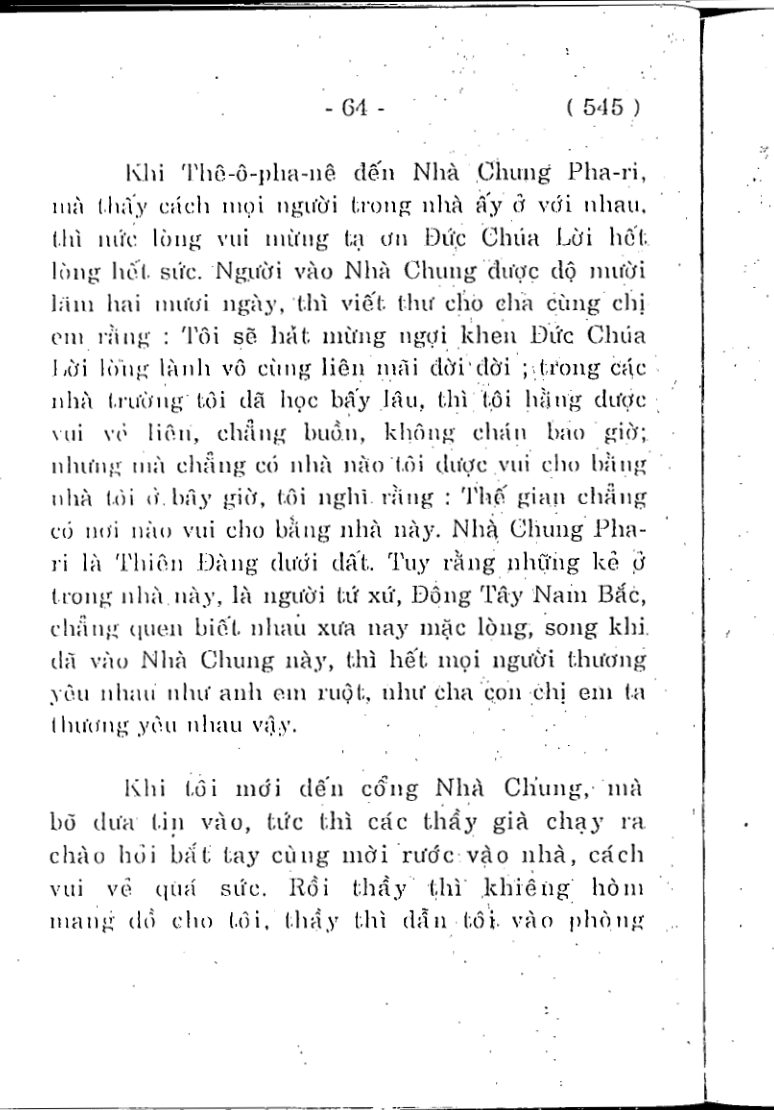 - 64 - ( 545 )
Khi Thê-ô-pha-nê đến Nhà Chung Pha-ri,
mà thấy cách mọi người trong nhà ấy ở với nhau,
thì nức lòng vui mừng tạ ơn Đức Chúa Lời hết
lòng hết sức. Người vào Nhà Chung được độ mười
lăm hai mươi ngày, thì viết thư cho cha cùng chị
em rằng : Tôi sẽ hát mừng ngợi khen Đức Chúa
Lời lòng lành vô cùng liên mãi đời đời ; trong các
nhà trường tôi đã học bấy lâu, thì tôi hằng được
vui vẻ liên, chẳng buồn, không chán bao giờ;
nhưng mà chẳng có nhà nào tôi được vui cho bằng
nhà tôi ở bây giờ, tôi nghĩ rằng : Thế gian chẳng
có nơi nào vui cho bằng nhà này. Nhà Chung Pha-
ri là Thiên Đàng dưới đất. Tuy rằng những kẻ ở
trong nhà này, là người tứ xứ, Đông Tây Nam Bắc,
chẳng quen biết nhau xưa nay mặc lòng, song khi
đã vào Nhà Chung này, thì hết mọi người thương
yêu nhau như anh em ruột, như cha con chị em ta
thương yêu nhau vậy.
Khi tôi mới đến cổng Nhà Chung, mà
bõ đưa tin vào, tức thì các thầy già chạy ra
chào hỏi bắt tay cùng mời rước vào nhà, cách
vui vẻ quá sức. Rồi thầy thì khiêng hòm
mang đồ cho tôi, thầy thì dẫn tôi vào phòng